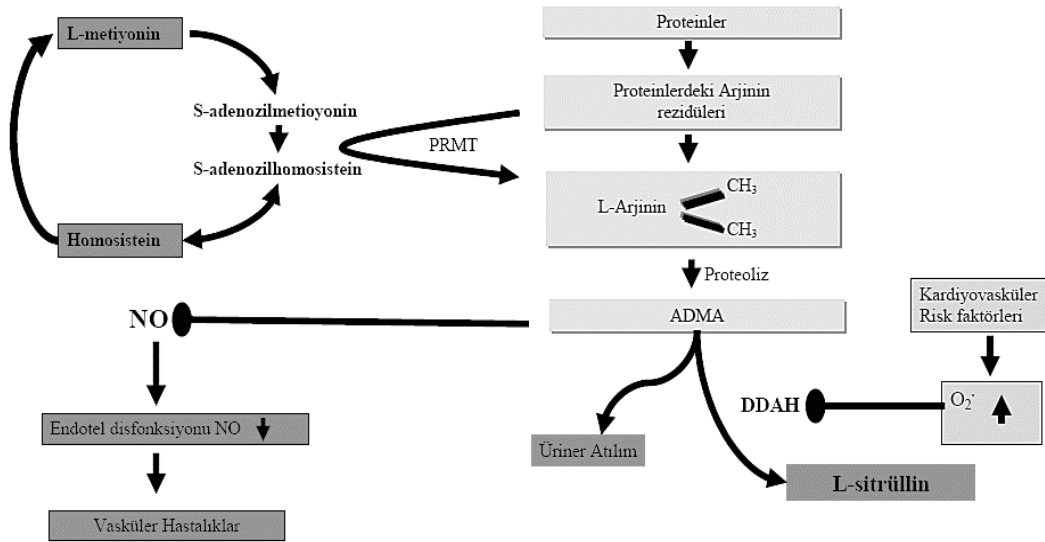 L-metiyonin
S-adenozilmetioyonin
S-adenozilhomosistein
Homosistein
PRMT
Proteinler
Proteinlerdeki Arjinin
rezidüleri
L-Arjinin
CH3
CH3
Proteoliz
ADMA
NO
Endotel disfonksiyonu NO
Vasküler Hastalıklar
Üriner Atılım
DDAH
L-sitrüllin
Kardiyovasküler
Risk faktörleri
O2·